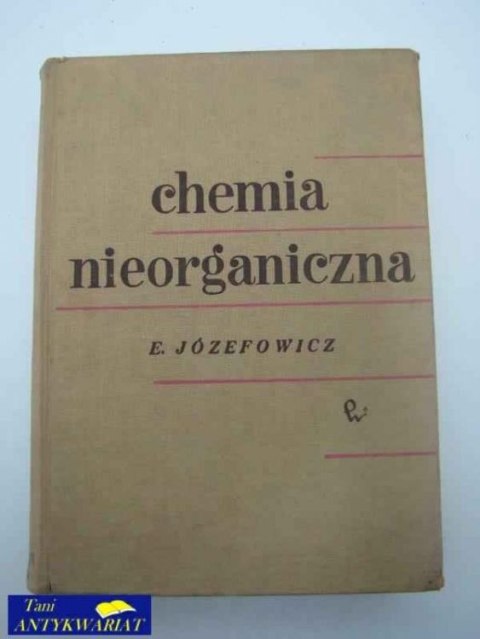 chemia
nieorganiczna
E. JÓZEFOWICZ
Tani
ANTYKWARIAT